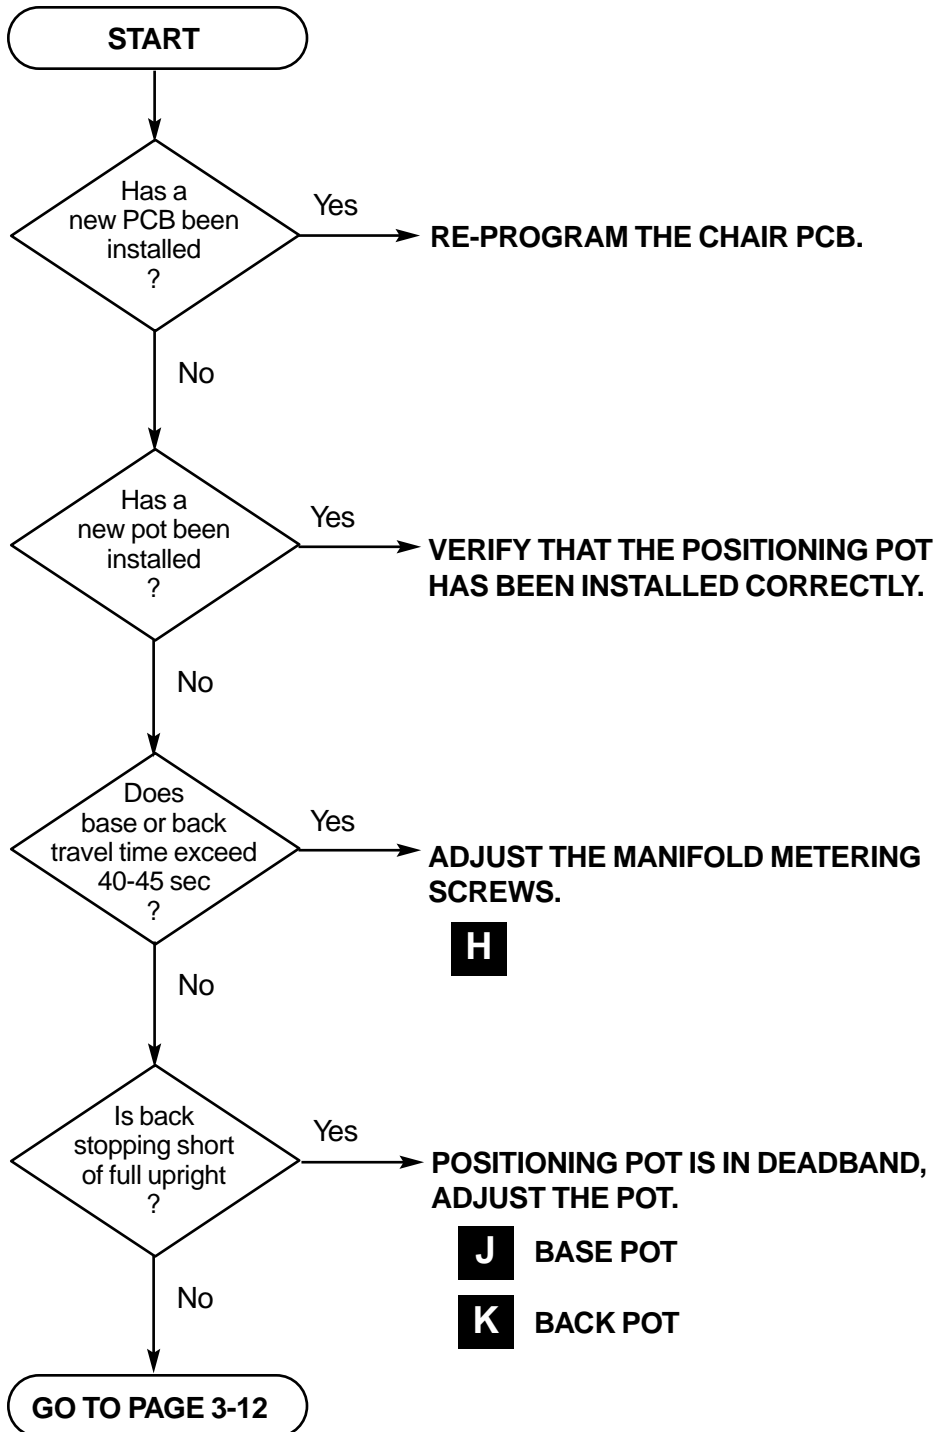 START
Has a
new PCB been
installed
?
Yes
RE-PROGRAM THE CHAIR PCB.
No
Has a
new pot been
installed
?
Yes
VERIFY THAT THE POSITIONING POT
HAS BEEN INSTALLED CORRECTLY.
No
Does
base or back
travel time exceed
40-45 sec
?
Yes
ADJUST THE MANIFOLD METERING
SCREWS.
H
No
Is back
stopping short
of full upright
?
Yes
POSITIONING POT IS IN DEADBAND,
ADJUST THE POT.
J BASE POT
K BACK POT
No
GO TO PAGE 3-12